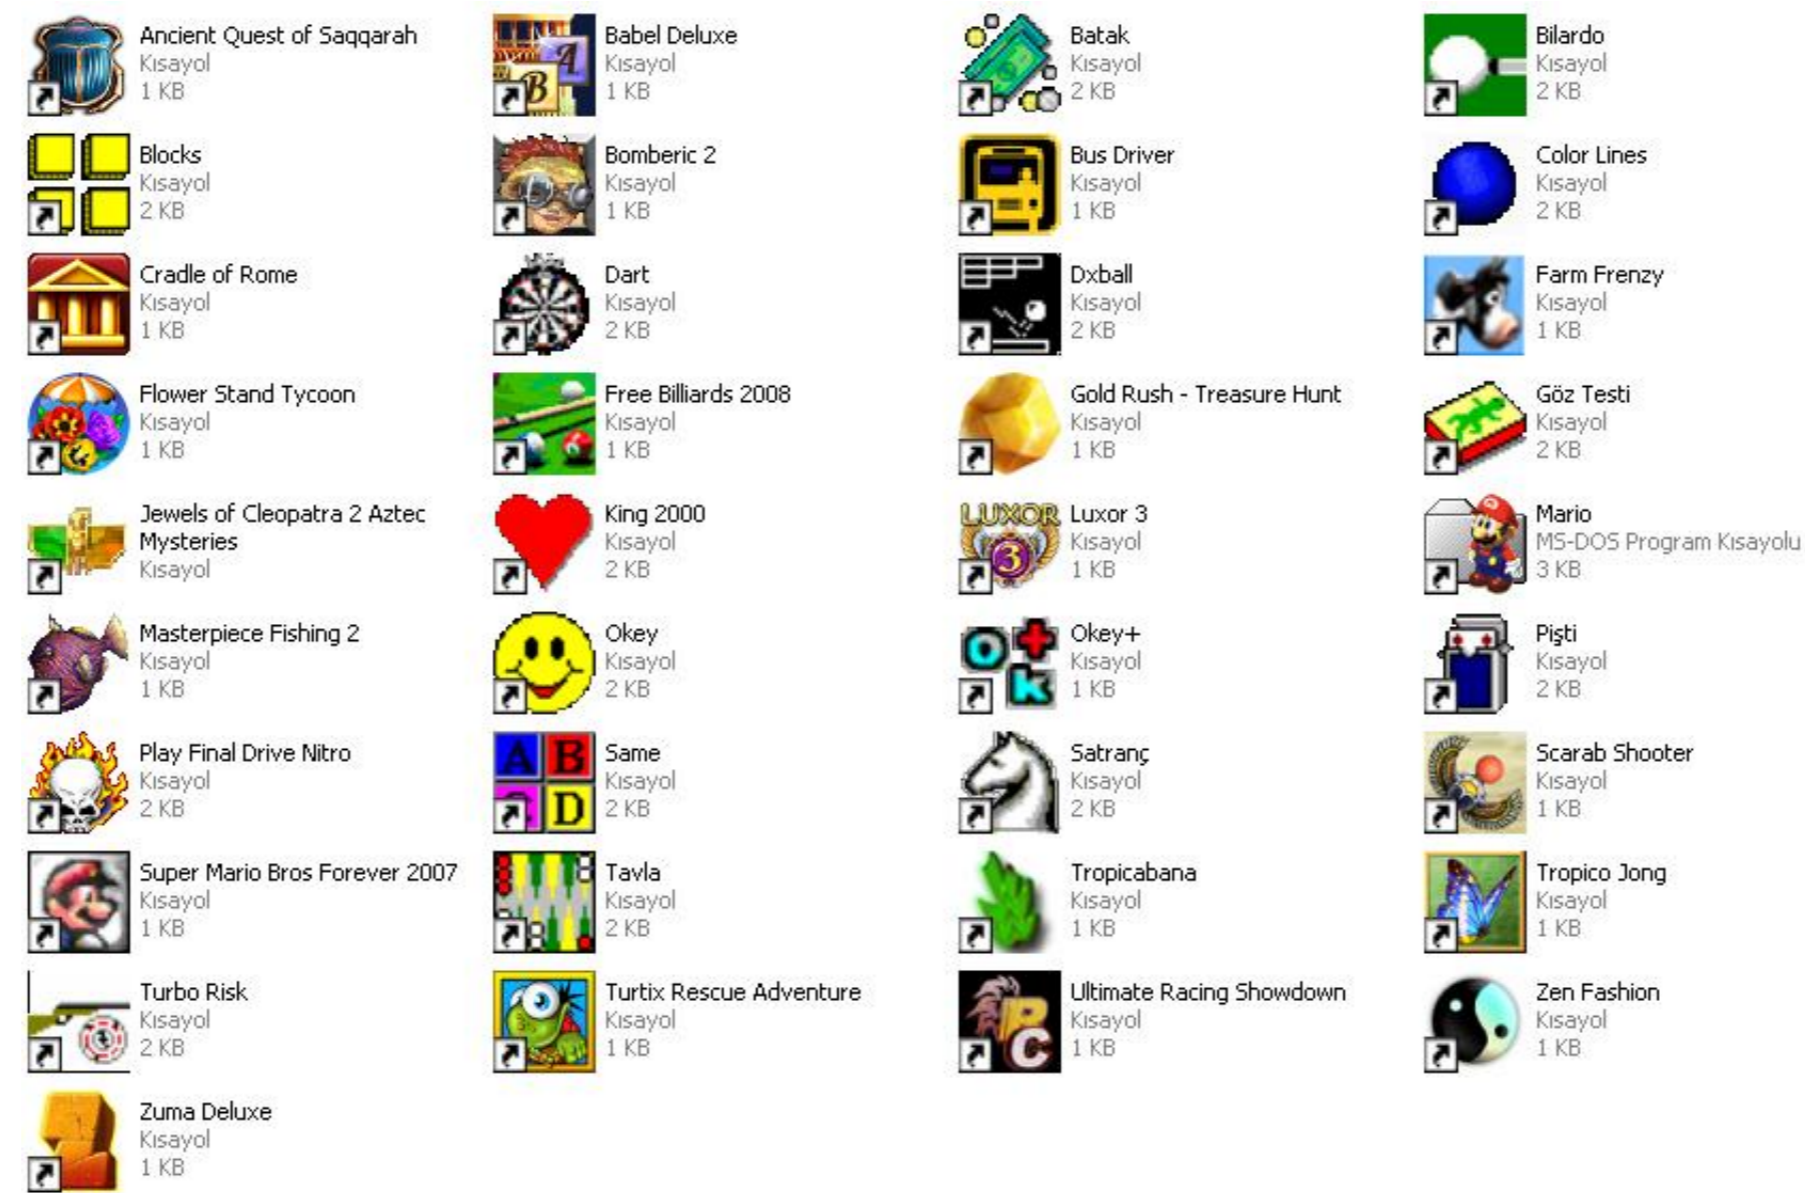 Ancient Quest of Saqqarah
Kısayol
1 KB
Babel Deluxe
Kısayol
1 KB
Batak
Kısayol
2 KB
Bilardo
Kısayol
2 KB
Blocks
Kısayol
2 KB
Bomberic 2
Kısayol
1 KB
Bus Driver
Kısayol
1 KB
Color Lines
Kısayol
2 KB
Cradle of Rome
Kısayol
1 KB
Dart
Kısayol
2 KB
Dxball
Kısayol
2 KB
Farm Frenzy
Kısayol
1 KB
Flower Stand Tycoon
Kısayol
1 KB
Free Billiards 2008
Kısayol
1 KB
Gold Rush - Treasure Hunt
Kısayol
1 KB
Göz Testi
Kısayol
2 KB
Jewels of Cleopatra 2 Aztec
Mysteries
Kısayol
King 2000
Kısayol
2 KB
LUXOR
3
Luxor 3
Kısayol
1 KB
Mario
MS-DOS Program Kısayolu
3 KB
Masterpiece Fishing 2
Kısayol
1 KB
Okey
Kısayol
2 KB
Okey+
Kısayol
1 KB
Pişti
Kısayol
2 KB
Play Final Drive Nitro
Kısayol
2 KB
A B
D
Same
Kısayol
2 KB
Satranç
Kısayol
2 KB
Scarab Shooter
Kısayol
1 KB
Super Mario Bros Forever 2007
Kısayol
1 KB
Tavla
Kısayol
2 KB
Tropicabana
Kısayol
1 KB
Tropico Jong
Kısayol
1 KB
Turbo Risk
Kısayol
2 KB
Turtix Rescue Adventure
Kısayol
1 KB
Ultimate Racing Showdown
Kısayol
1 KB
Zen Fashion
Kısayol
1 KB
Zuma Deluxe
Kısayol
1 KB